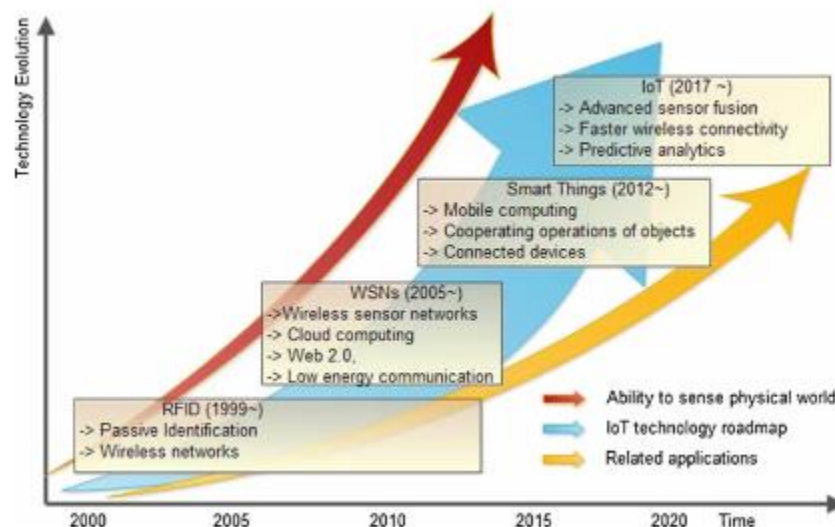 Technology Evolution
IoT (2017 ~)
-> Advanced sensor fusion
-> Faster wireless connectivity
-> Predictive analytics
Smart Things (2012~)
-> Mobile computing
-> Cooperating operations of objects
-> Connected devices
WSNs (2005~)
->Wireless sensor networks
-> Cloud computing
-> Web 2.0,
-> Low energy communication
RFID (1999~)
-> Passive Identification
-> Wireless networks
Ability to sense physical world
IoT technology roadmap
Related applications
2000 2005 2010 2015 2020 Time